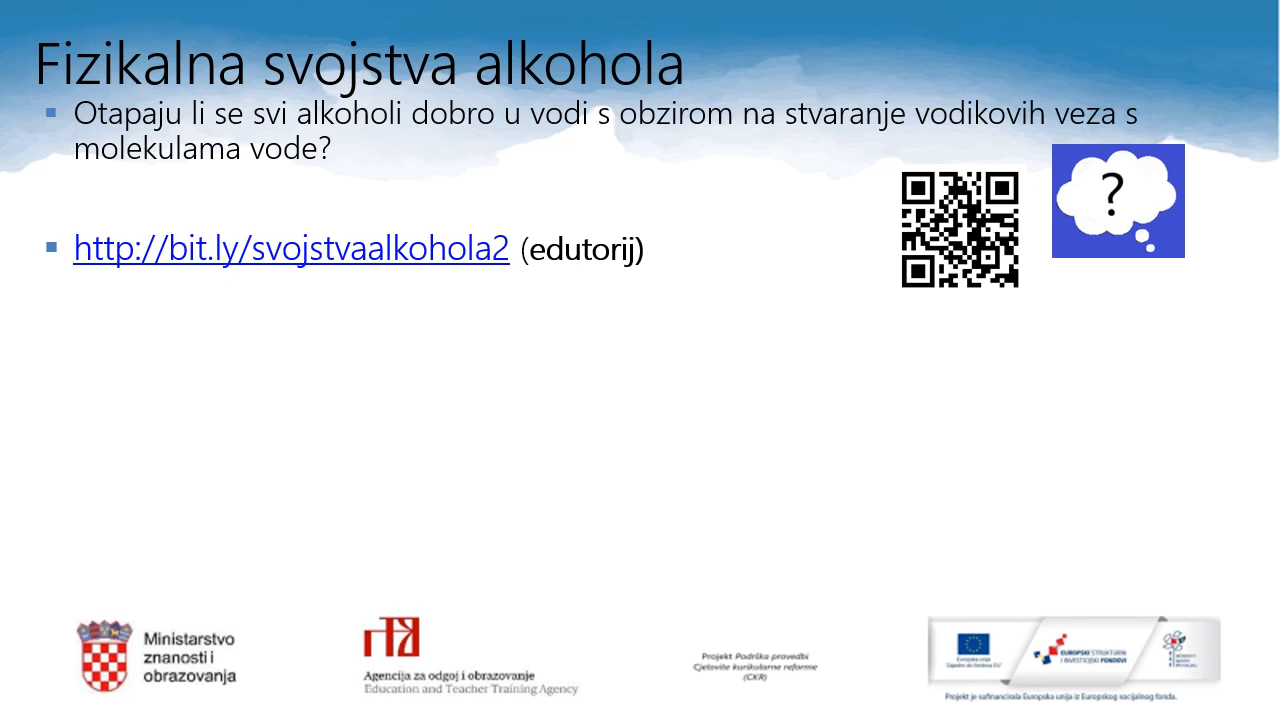 Fizikalna svojstva alkohola
Otapaju li se svi alkoholi dobro u vodi s obzirom na stvaranje vodikovih veza s
molekulama vode?
?
http://bit.ly/svojstvaalkohola2 (edutorij)
Ministarstvo
znanosti i
obrazovanja
Agencija za odgoj i obrazovanje
Education and Teacher Training Agency
Projekt Podrška provedbi
Cjelovite kurikularne reforme
(CKR)
Europska unija
EUROPSKI STRUKTURNI
I INVESTICIJSKI FONDOVI
Projekt je sufinancirala Europska unija iz Europskog socijalnog fonda.